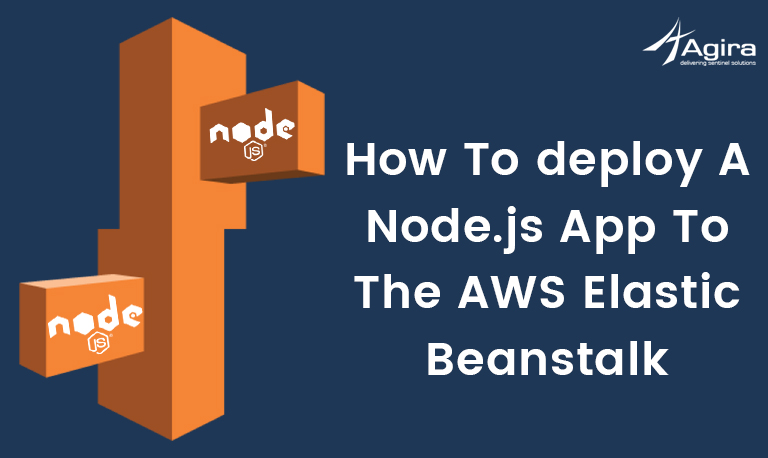 Agira
delivering sentinel solutions
node
JS
How To deploy A
Node.js App To
The AWS Elastic
Beanstalk
node
JS